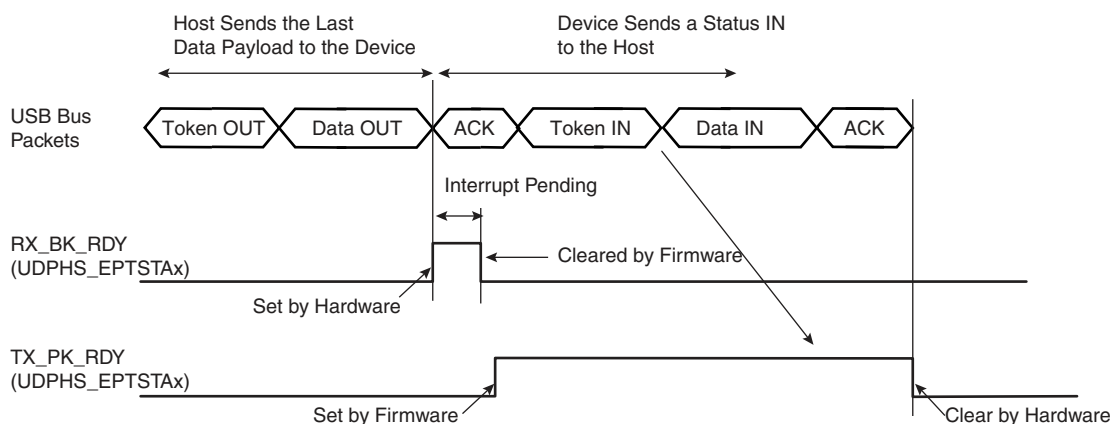 Host Sends the Last
Data Payload to the Device
Device Sends a Status IN
to the Host
USB Bus
Packets
Token OUT
Data OUT
ACK
Token IN
Data IN
ACK
Interrupt Pending
RX_BK_RDY
(UDPHS_EPTSTAx)
Cleared by Firmware
Set by Hardware
TX_PK_RDY
(UDPHS_EPTSTAx)
Set by Firmware
Clear by Hardware